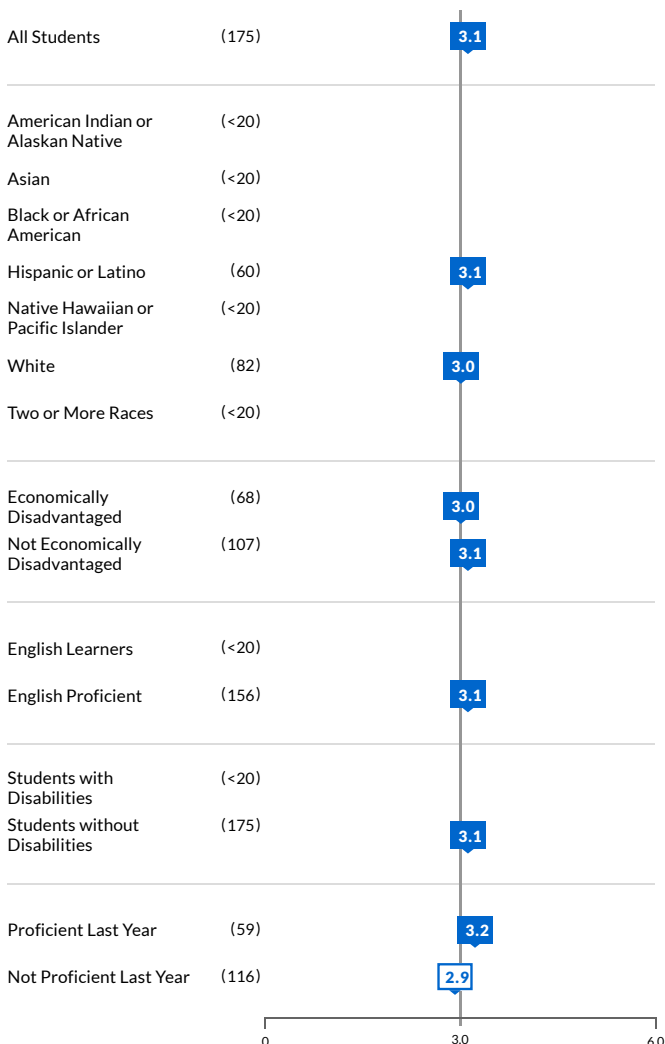 All Students (175) 3.1
American Indian or (<20)
Alaskan Native
Asian (<20)
Black or African (<20)
American
Hispanic or Latino (60) 3.1
Native Hawaiian or (<20)
Pacific Islander
White (82) 3.0
Two or More Races (<20)
Economically (68) 3.0
Disadvantaged
Not Economically (107) 3.1
Disadvantaged
English Learners (<20)
English Proficient (156) 3.1
Students with (<20)
Disabilities
Students without (175) 3.1
Disabilities
Proficient Last Year (59) 3.2
Not Proficient Last Year (116) 2.9
0 3.0 6.0